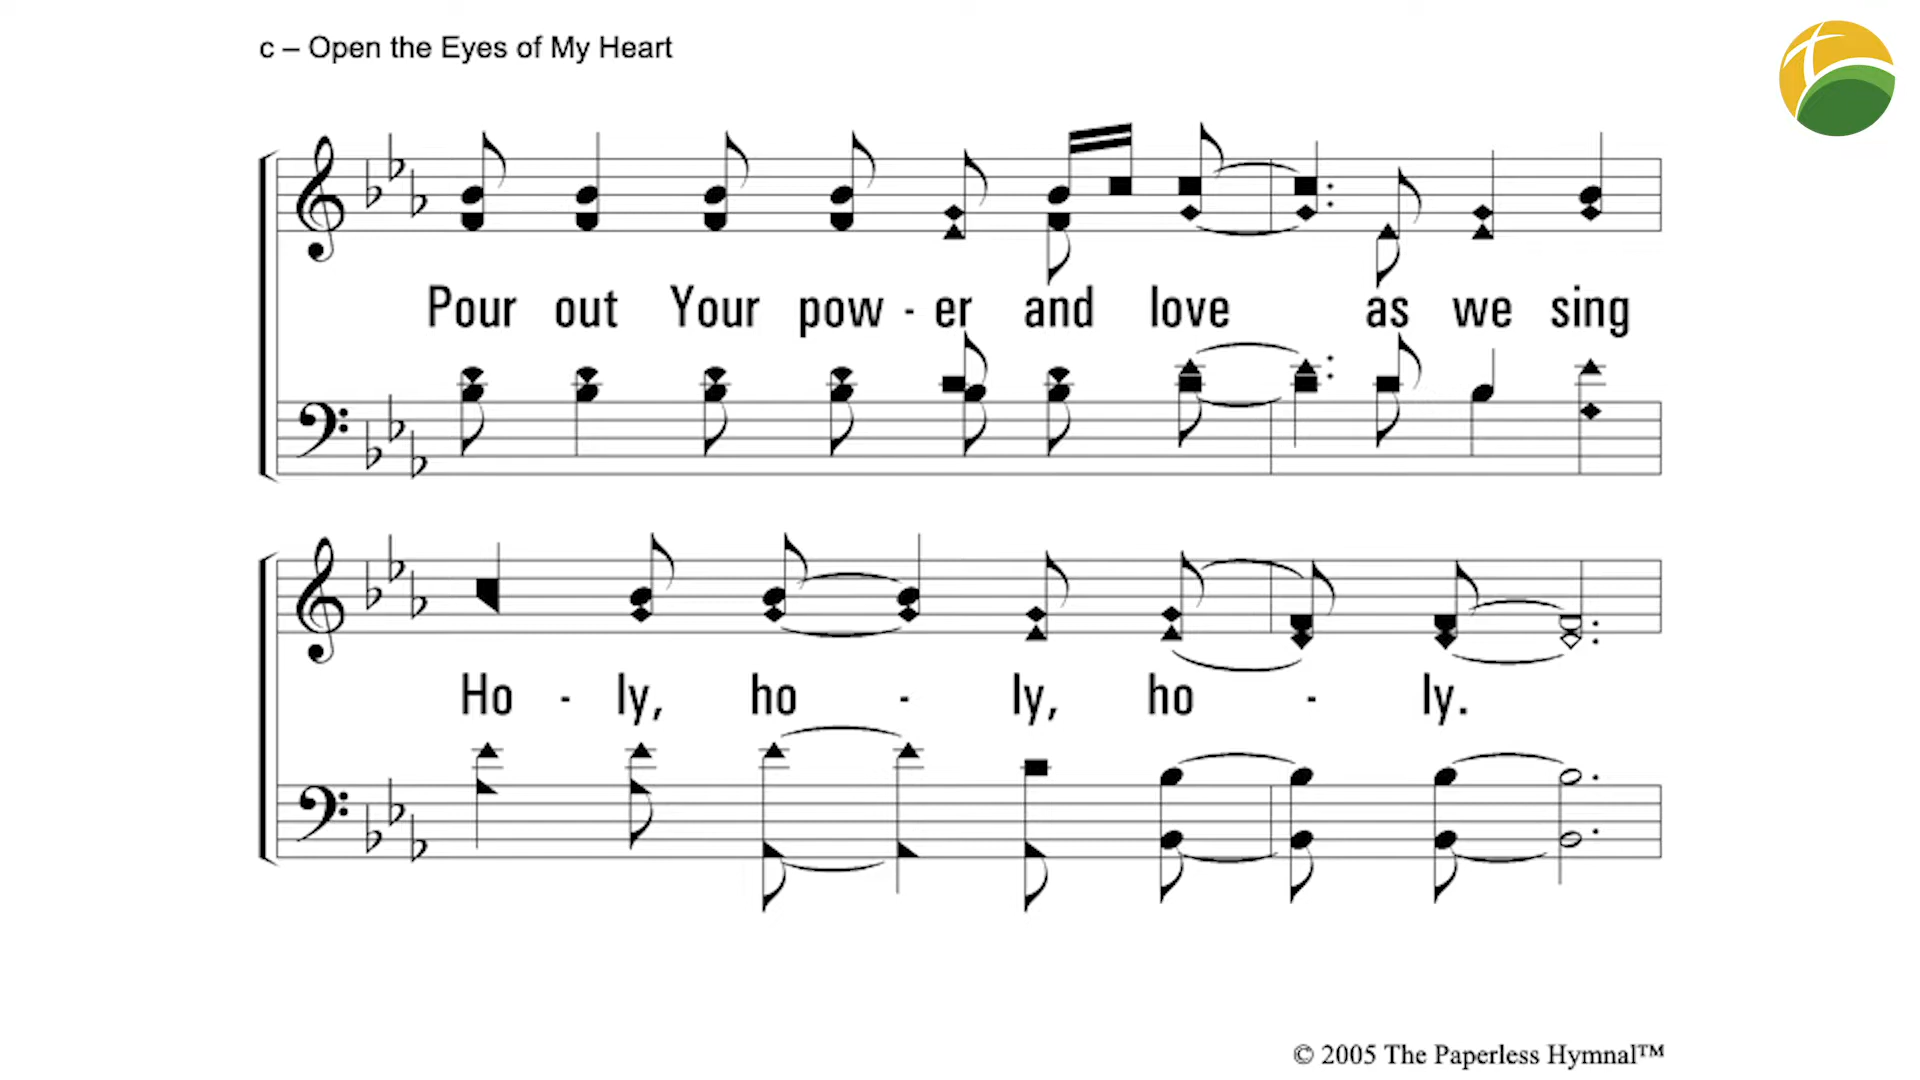 c – Open the Eyes of My Heart
Pour out Your pow - er and love as we sing
Ho - ly, ho - ly, ho - ly.
© 2005 The Paperless Hymnal™